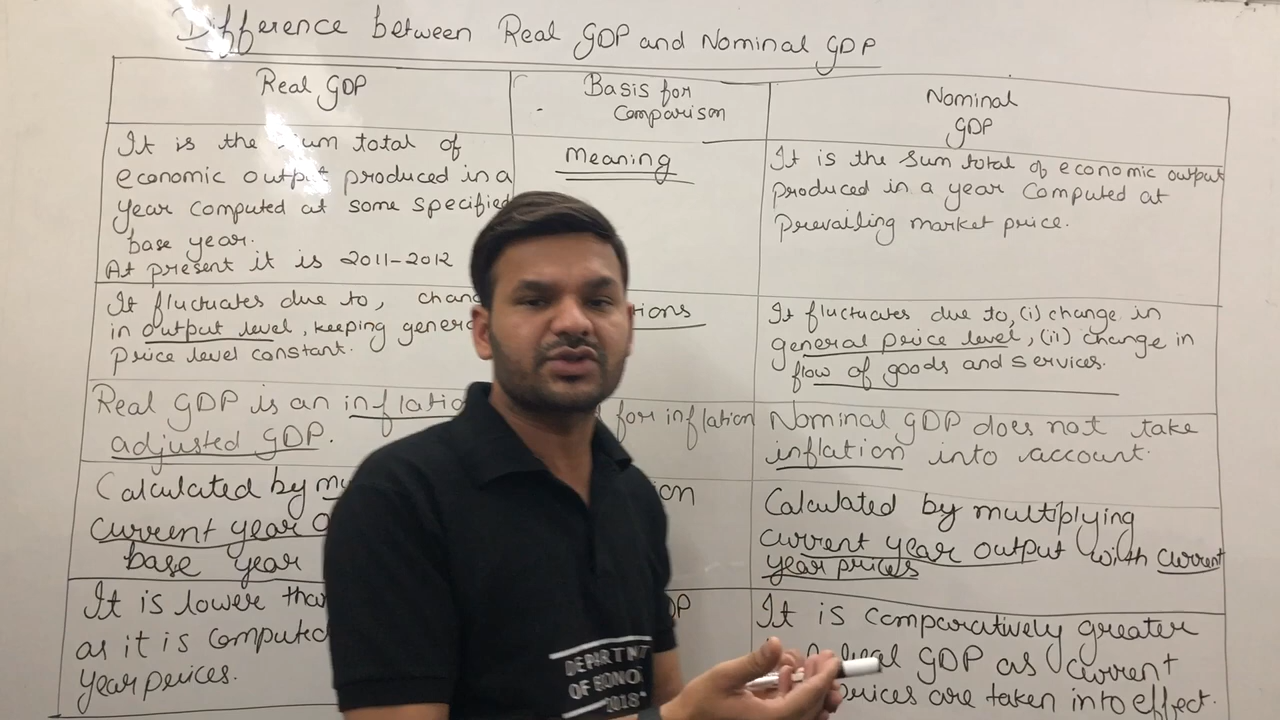 Difference between Real GDP and Nominal GDP
Real GDP
Basis for
Comparison
Nominal
GDP
It is the sum total of
economic output produced in a
year computed at some specified
base year.
At present it is 2011-2012
Meaning
It is the sum total of economic output
produced in a year computed at
prevailing market price.
It fluctuates due to,
in output level, keeping
price level constant.
It fluctuates due to, (i) change in
general price level, (ii) change in
flow of goods and services.
Real GDP is an
adjusted GDP.
for inflation
Nominal GDP does not take
inflation into account.
Calculated by
current year
base year
Calculated by multiplying
current year output with current
year prices
It is lower than
as it is computed
year prices.
It is comparatively greater
GDP as current
prices are taken into effect.
DEPARTMNT
OF ECONO
2018